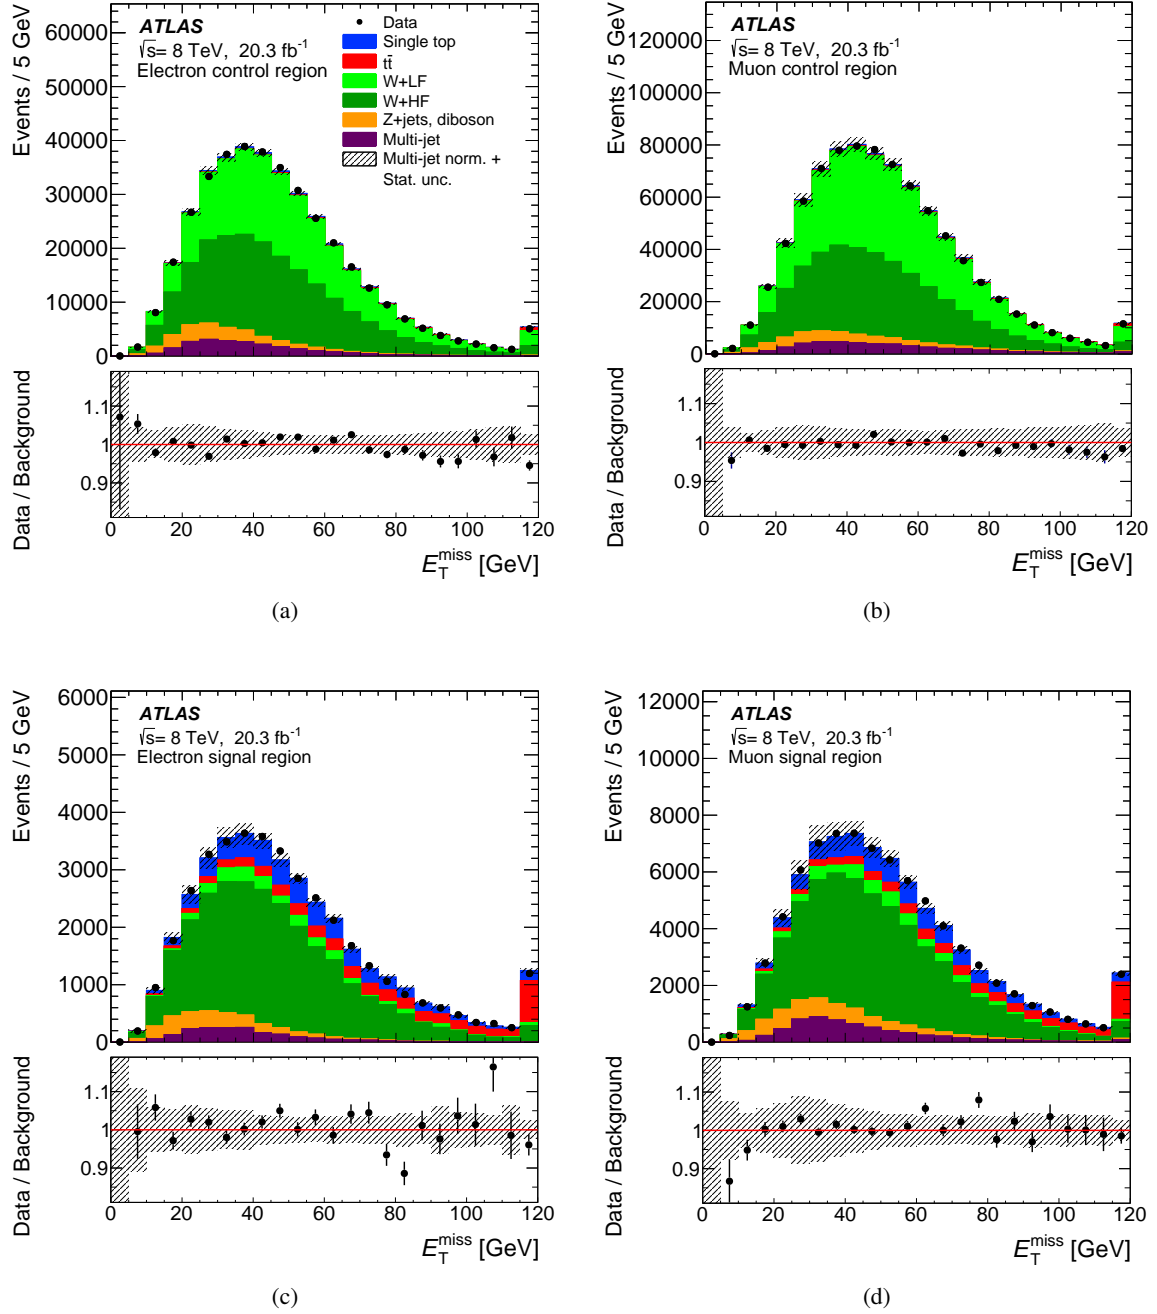 ATLAS
√s= 8 TeV, 20.3 fb⁻¹
Electron control region
Data
Single top
tt̄
W+LF
W+HF
Z+jets, diboson
Multi-jet
Multi-jet norm. +
Stat. unc.
Events / 5 GeV
60000
50000
40000
30000
20000
10000
0
Data / Background
1.1
1
0.9
0 20 40 60 80 100 120
E_T^miss [GeV]
(a)
ATLAS
√s= 8 TeV, 20.3 fb⁻¹
Muon control region
Events / 5 GeV
120000
100000
80000
60000
40000
20000
0
Data / Background
1.1
1
0.9
0 20 40 60 80 100 120
E_T^miss [GeV]
(b)
ATLAS
√s= 8 TeV, 20.3 fb⁻¹
Electron signal region
Events / 5 GeV
6000
5000
4000
3000
2000
1000
0
Data / Background
1.1
1
0.9
0 20 40 60 80 100 120
E_T^miss [GeV]
(c)
ATLAS
√s= 8 TeV, 20.3 fb⁻¹
Muon signal region
Events / 5 GeV
12000
10000
8000
6000
4000
2000
0
Data / Background
1.1
1
0.9
0 20 40 60 80 100 120
E_T^miss [GeV]
(d)